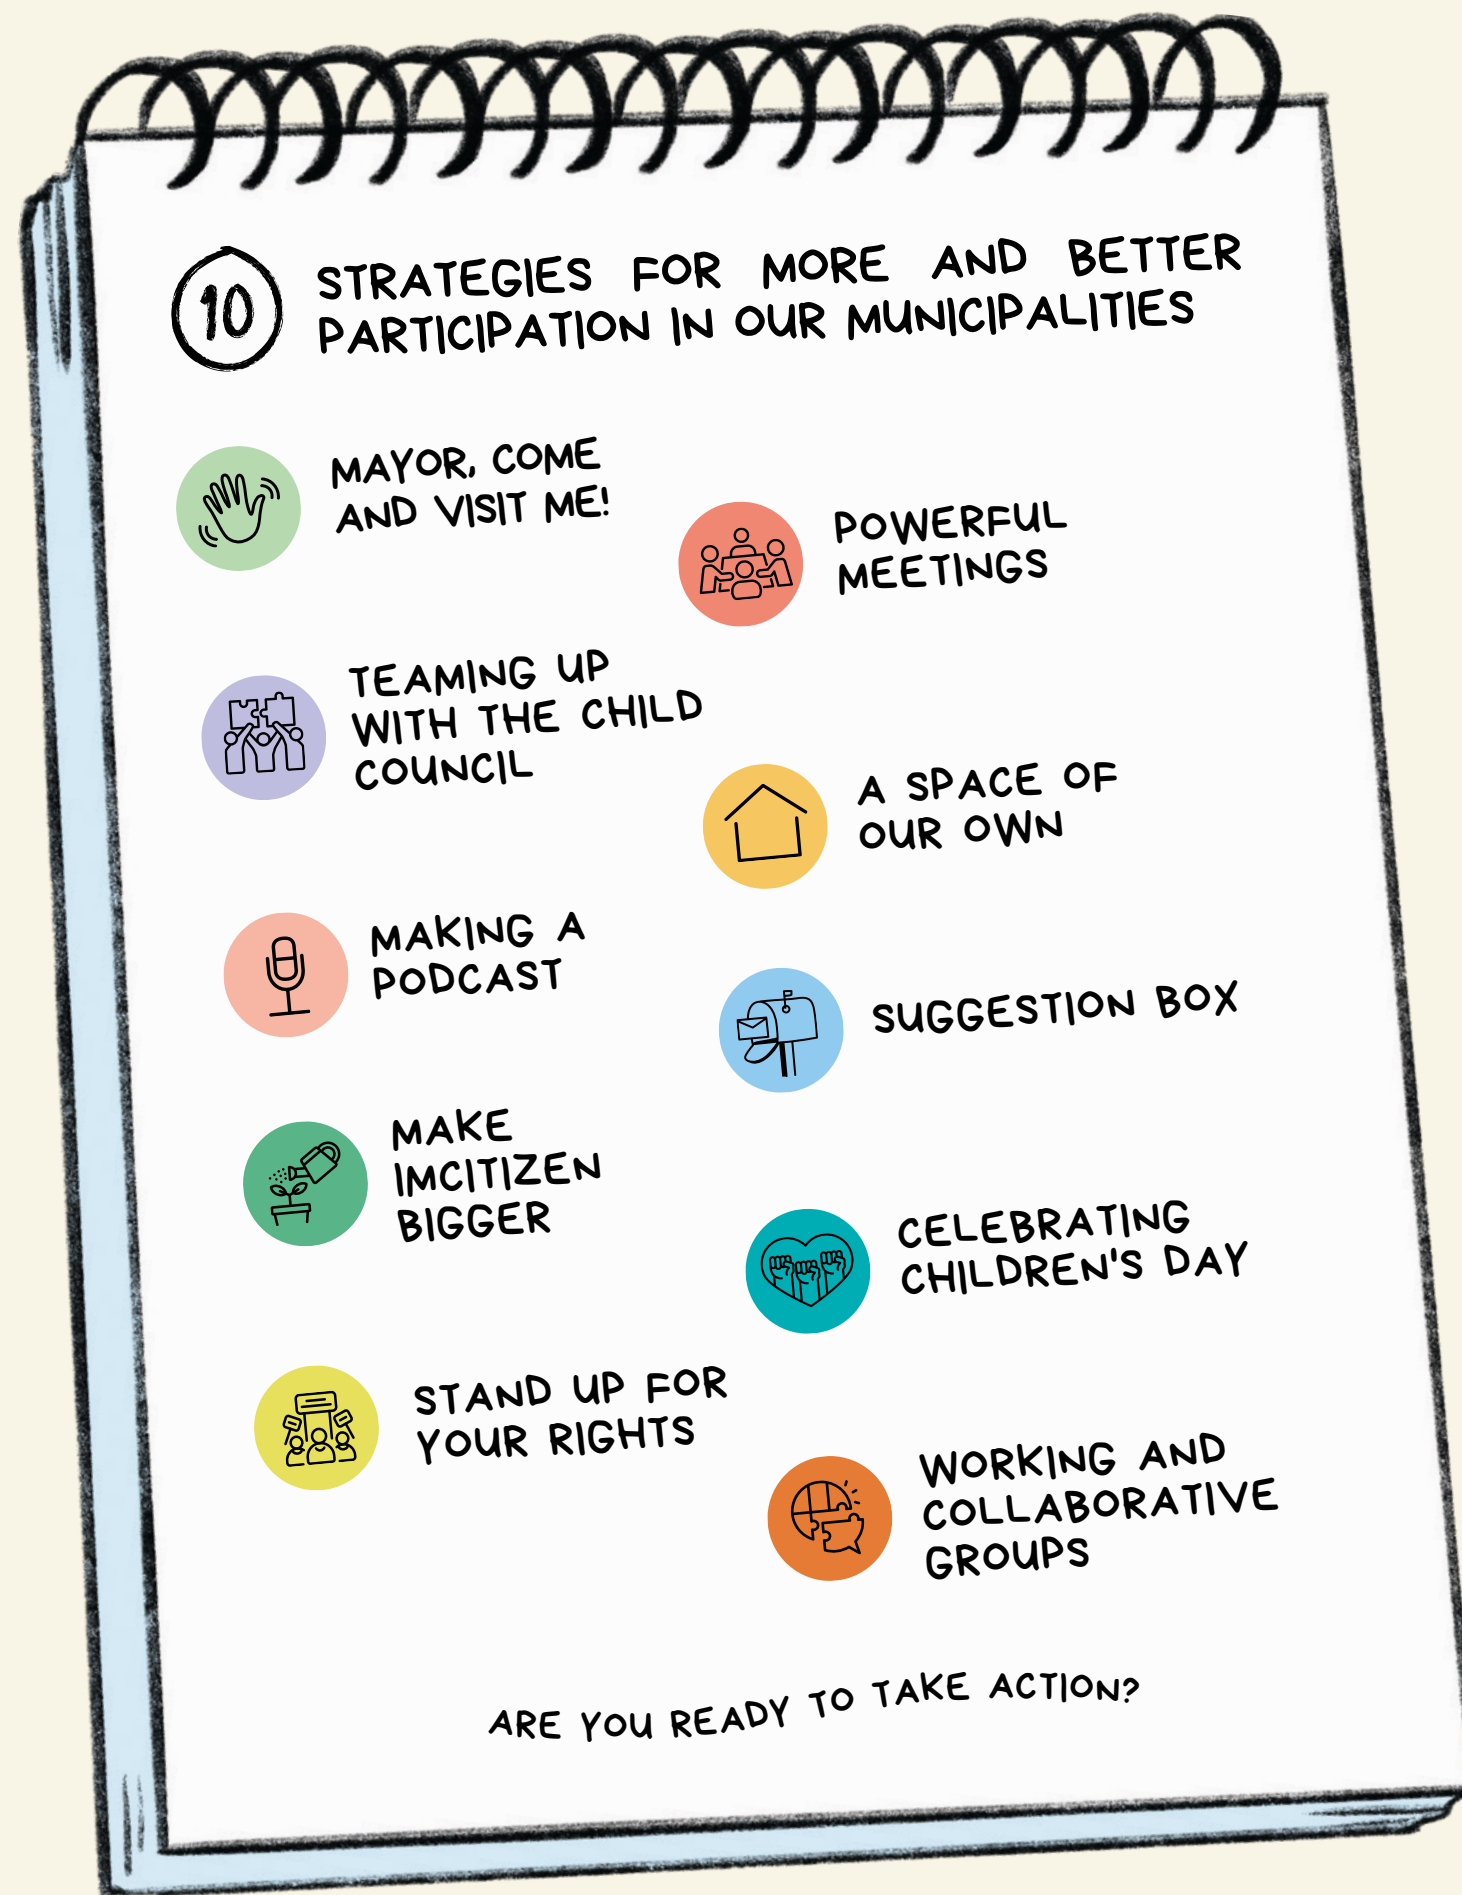 10
STRATEGIES FOR MORE AND BETTER
PARTICIPATION IN OUR MUNICIPALITIES
MAYOR, COME
AND VISIT ME!
POWERFUL
MEETINGS
TEAMING UP
WITH THE CHILD
COUNCIL
A SPACE OF
OUR OWN
MAKING A
PODCAST
SUGGESTION BOX
MAKE
IMCITIZEN
BIGGER
CELEBRATING
CHILDREN'S DAY
STAND UP FOR
YOUR RIGHTS
WORKING AND
COLLABORATIVE
GROUPS
ARE YOU READY TO TAKE ACTION?